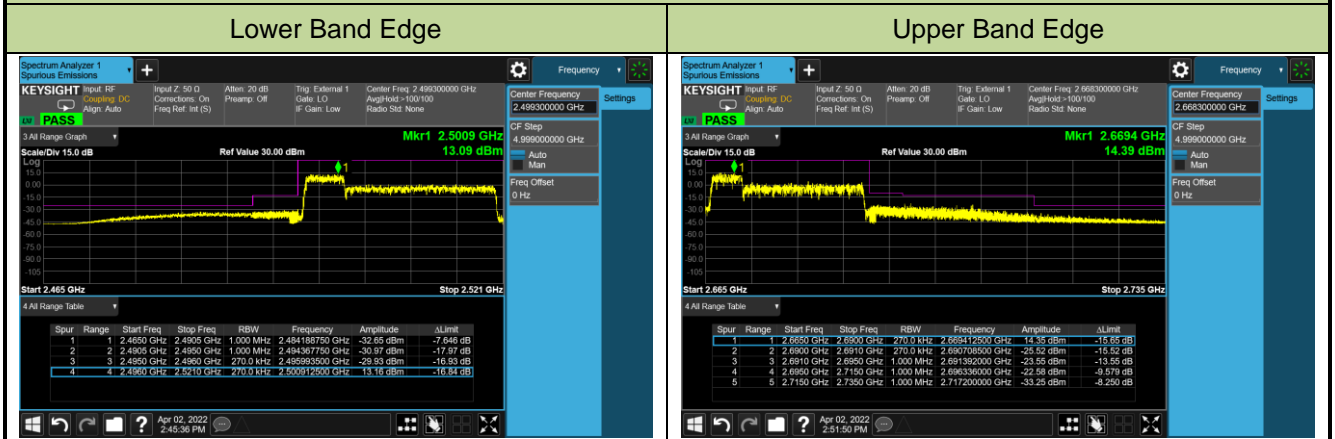 Lower Band Edge
Upper Band Edge
Spectrum Analyzer 1
Spurious Emissions
Frequency
KEYSIGHT
Input: RF
Coupling: DC
Align: Auto
Input Z: 50 Ω
Corrections: On
Freq Ref: Int (S)
Atten: 20 dB
Preamp: Off
Trig: External 1
Gate: LO
IF Gain: Low
Center Freq: 2.499300000 GHz
Avg|Hold:>100/100
Radio Std: None
PASS
Center Frequency
2.499300000 GHz
Settings
CF Step
4.999000000 GHz
Auto
Man
Freq Offset
0 Hz
3 All Range Graph
Mkr1 2.5009 GHz
Scale/Div 15.0 dB
Ref Value 30.00 dBm
13.09 dBm
Log
1
15.0
0.00
-15.0
-30.0
-45.0
-60.0
-75.0
-90.0
-105
Start 2.465 GHz
Stop 2.521 GHz
4 All Range Table
Spur Range Start Freq Stop Freq RBW Frequency Amplitude ΔLimit
1 1 2.4650 GHz 2.4905 GHz 1.000 MHz 2.484188750 GHz -32.65 dBm -7.646 dB
2 2 2.4905 GHz 2.4950 GHz 1.000 MHz 2.494367750 GHz -30.97 dBm -17.97 dB
3 3 2.4950 GHz 2.4960 GHz 270.0 kHz 2.495993500 GHz -29.93 dBm -16.93 dB
4 4 2.4960 GHz 2.5210 GHz 270.0 kHz 2.500912500 GHz 13.16 dBm -16.84 dB
Apr 02, 2022
2:45:36 PM
Spectrum Analyzer 1
Spurious Emissions
Frequency
KEYSIGHT
Input: RF
Coupling: DC
Align: Auto
Input Z: 50 Ω
Corrections: On
Freq Ref: Int (S)
Atten: 20 dB
Preamp: Off
Trig: External 1
Gate: LO
IF Gain: Low
Center Freq: 2.668300000 GHz
Avg|Hold:>100/100
Radio Std: None
PASS
Center Frequency
2.668300000 GHz
Settings
CF Step
4.999000000 GHz
Auto
Man
Freq Offset
0 Hz
3 All Range Graph
Mkr1 2.6694 GHz
Scale/Div 15.0 dB
Ref Value 30.00 dBm
14.39 dBm
Log
1
15.0
0.00
-15.0
-30.0
-45.0
-60.0
-75.0
-90.0
-105
Start 2.665 GHz
Stop 2.735 GHz
4 All Range Table
Spur Range Start Freq Stop Freq RBW Frequency Amplitude ΔLimit
1 1 2.6650 GHz 2.6900 GHz 270.0 kHz 2.669412500 GHz 14.35 dBm -15.65 dB
2 2 2.6900 GHz 2.6910 GHz 270.0 kHz 2.690708500 GHz -25.52 dBm -15.52 dB
3 3 2.6910 GHz 2.6950 GHz 1.000 MHz 2.691392000 GHz -23.55 dBm -13.55 dB
4 4 2.6950 GHz 2.7150 GHz 1.000 MHz 2.696336000 GHz -22.58 dBm -9.579 dB
5 5 2.7150 GHz 2.7350 GHz 1.000 MHz 2.717200000 GHz -33.25 dBm -8.250 dB
Apr 02, 2022
2:51:50 PM